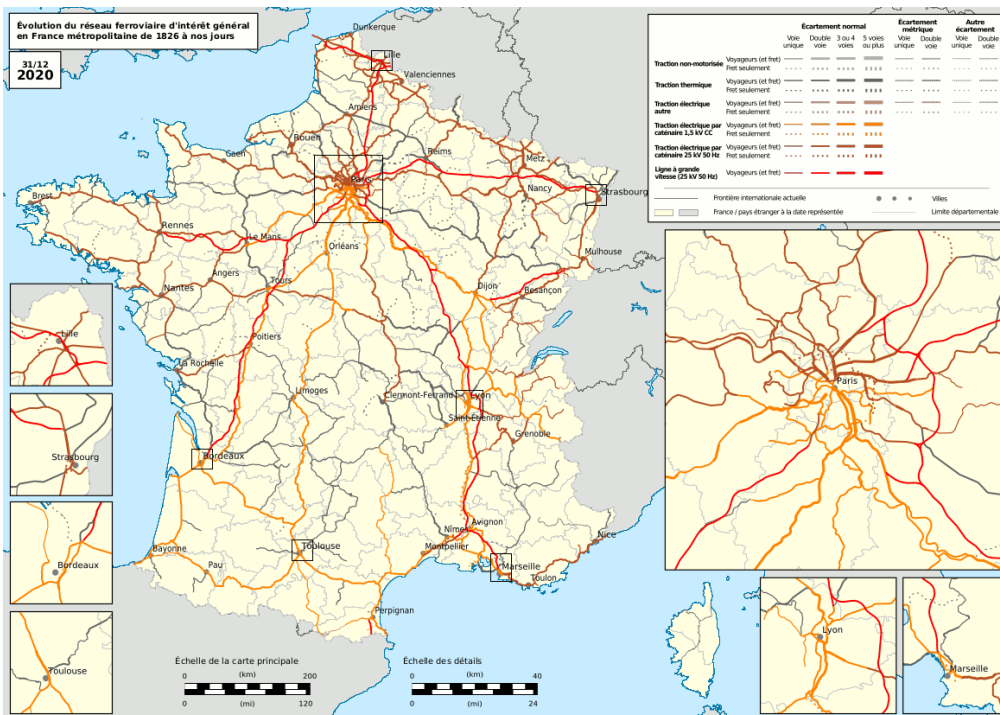 Évolution du réseau ferroviaire d'intérêt général
en France métropolitaine de 1826 à nos jours
31/12
2020
Écartement normal
Écartement métrique
Autre écartement
Voie unique
Double voie
3 ou 4 voies
5 voies ou plus
Voie unique
Double voie
Voie unique
Double voie
Traction non-motorisée
Voyageurs (et fret)
Fret seulement
Traction thermique
Voyageurs (et fret)
Fret seulement
Traction électrique autre
Voyageurs (et fret)
Fret seulement
Traction électrique par caténaire 1,5 kV CC
Voyageurs (et fret)
Fret seulement
Traction électrique par caténaire 25 kV 50 Hz
Voyageurs (et fret)
Fret seulement
Ligne à grande vitesse (25 kV 50 Hz)
Voyageurs (et fret)
Frontière internationale actuelle
Villes
France / pays étranger à la date représentée
Limite départementale
Dunkerque
Lille
Valenciennes
Amiens
Rouen
Caen
Reims
Metz
Paris
Nancy
Strasbourg
Brest
Rennes
Le Mans
Orléans
Mulhouse
Angers
Nantes
Tours
Dijon
Besançon
Poitiers
La Rochelle
Limoges
Clermont-Ferrand
Lyon
Saint-Étienne
Grenoble
Bordeaux
Avignon
Nîmes
Montpellier
Nice
Bayonne
Toulouse
Marseille
Pau
Toulon
Perpignan
Lille
Strasbourg
Bordeaux
Toulouse
Paris
Lyon
Marseille
Échelle de la carte principale
(km)
0
200
0
120
(mi)
Échelle des détails
(km)
0
40
0
24
(mi)